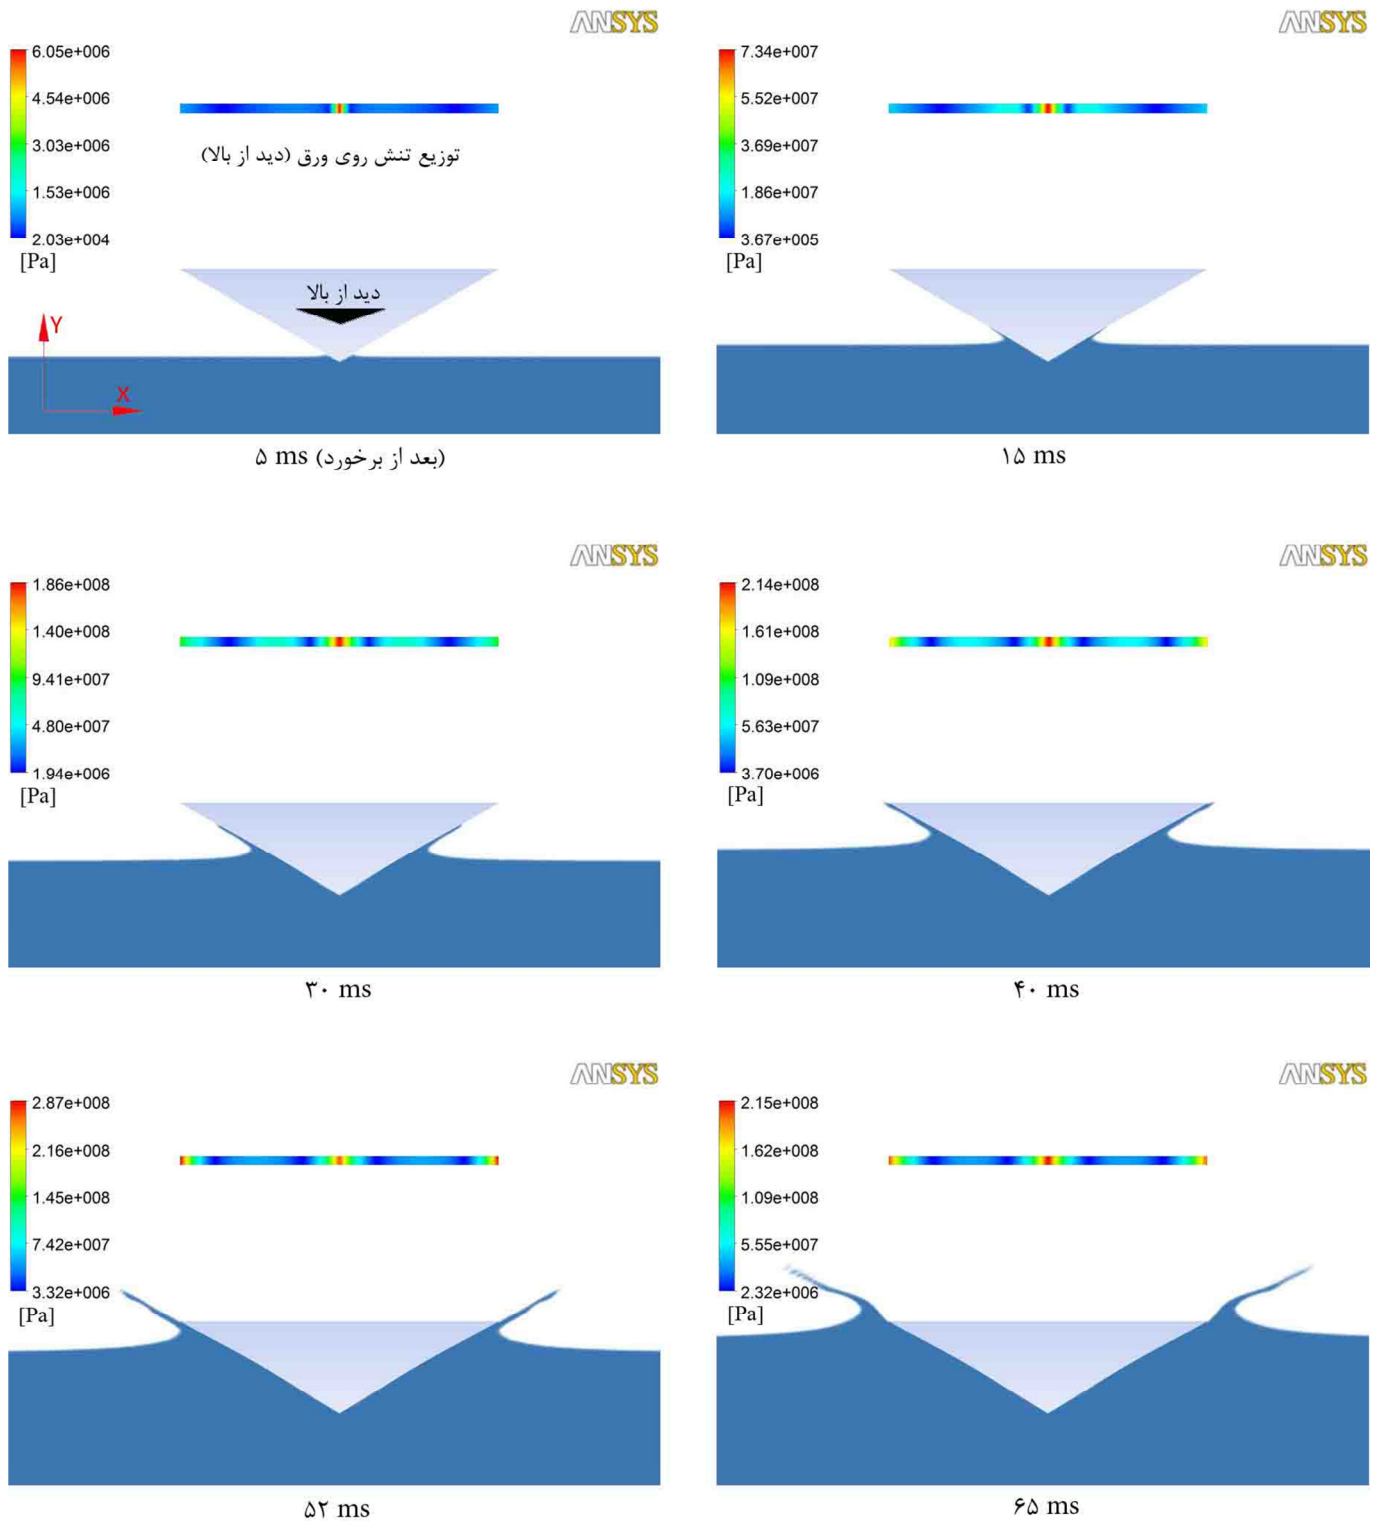 ANSYS
6.05e+006
4.54e+006
3.03e+006
1.53e+006
2.03e+004
[Pa]
توزیع تنش روی ورق (دید از بالا)
دید از بالا
Y
X
۵ ms (بعد از برخورد)
ANSYS
7.34e+007
5.52e+007
3.69e+007
1.86e+007
3.67e+005
[Pa]
۱۵ ms
ANSYS
1.86e+008
1.40e+008
9.41e+007
4.80e+007
1.94e+006
[Pa]
۳۰ ms
ANSYS
2.14e+008
1.61e+008
1.09e+008
5.63e+007
3.70e+006
[Pa]
۴۰ ms
ANSYS
2.87e+008
2.16e+008
1.45e+008
7.42e+007
3.32e+006
[Pa]
۵۲ ms
ANSYS
2.15e+008
1.62e+008
1.09e+008
5.55e+007
2.32e+006
[Pa]
۶۵ ms